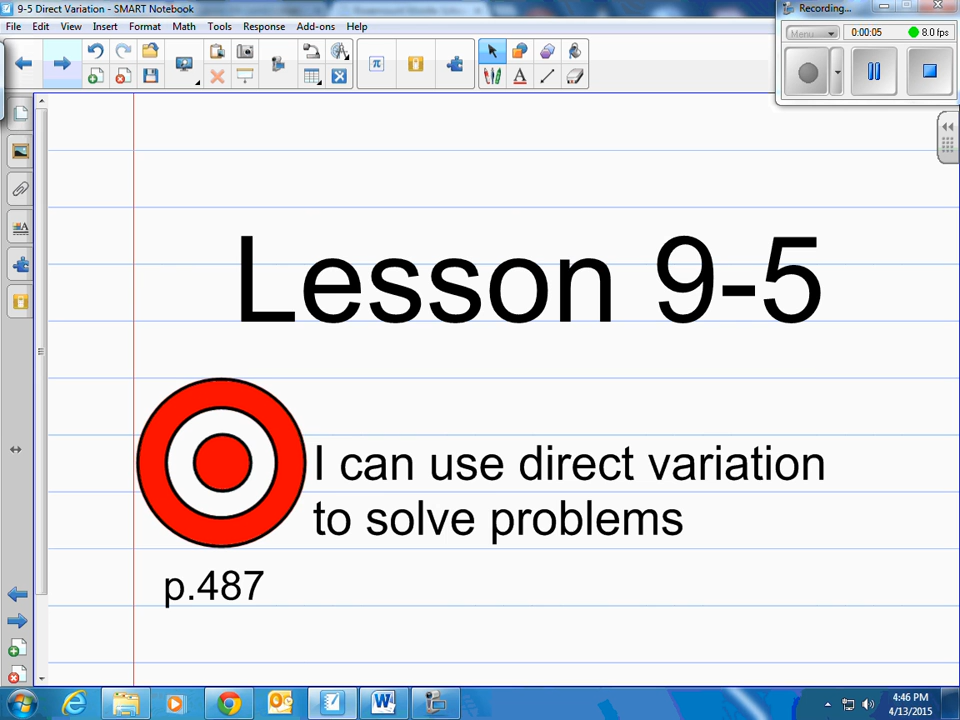 9-5 Direct Variation - SMART Notebook
Recording...
File Edit View Insert Format Math Tools Response Add-ons Help
Menu
0:00:05
8.0 fps
π
A
Lesson 9-5
I can use direct variation
to solve problems
p.487
4:46 PM
4/13/2015